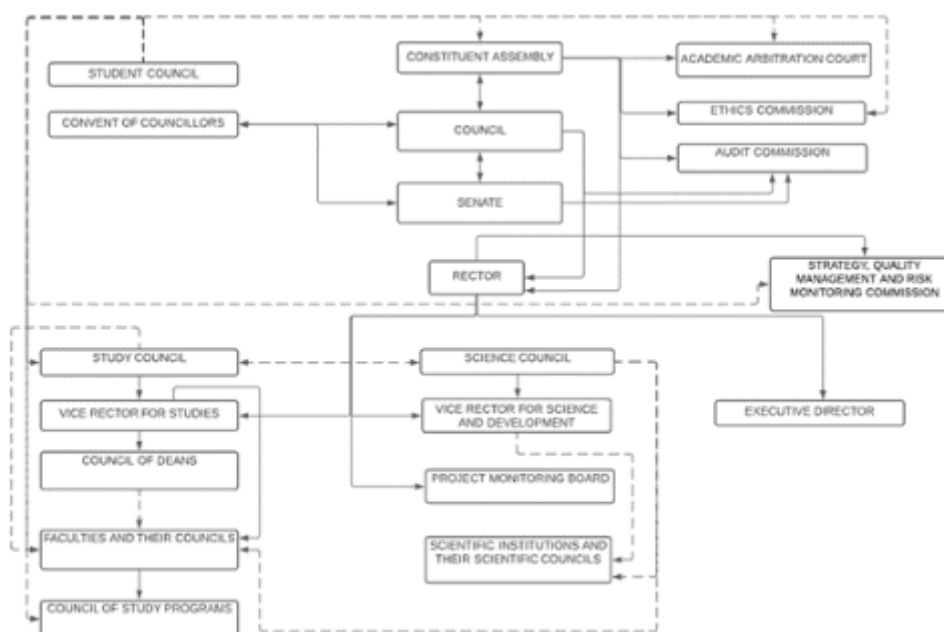 STUDENT COUNCIL
CONSTITUENT ASSEMBLY
ACADEMIC ARBITRATION COURT
CONVENT OF COUNCILLORS
COUNCIL
ETHICS COMMISSION
AUDIT COMMISSION
SENATE
RECTOR
STRATEGY, QUALITY
MANAGEMENT AND RISK
MONITORING COMMISSION
STUDY COUNCIL
SCIENCE COUNCIL
VICE RECTOR FOR STUDIES
VICE RECTOR FOR SCIENCE
AND DEVELOPMENT
EXECUTIVE DIRECTOR
COUNCIL OF DEANS
PROJECT MONITORING BOARD
FACULTIES AND THEIR COUNCILS
SCIENTIFIC INSTITUTIONS AND
THEIR SCIENTIFIC COUNCILS
COUNCIL OF STUDY PROGRAMS